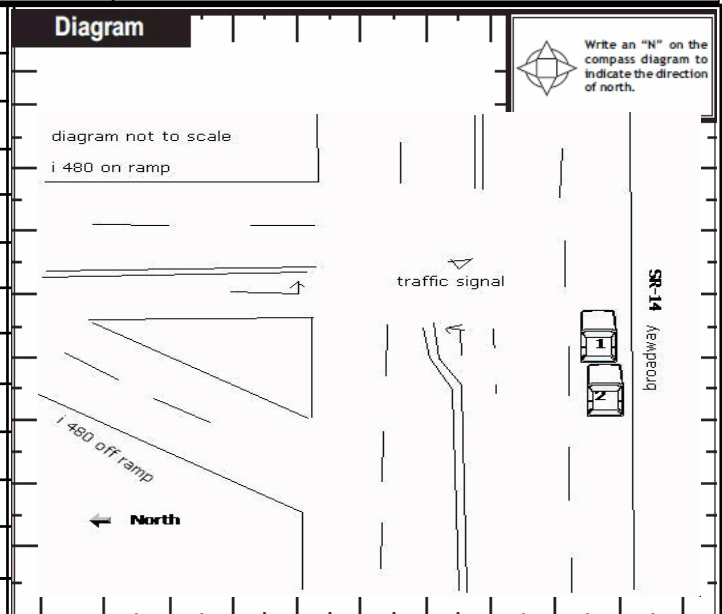 Diagram
Write an "N" on the
compass diagram to
indicate the direction
of north.
diagram not to scale
i 480 on ramp
traffic signal
SR-14
broadway
1
2
i 480 off ramp
North